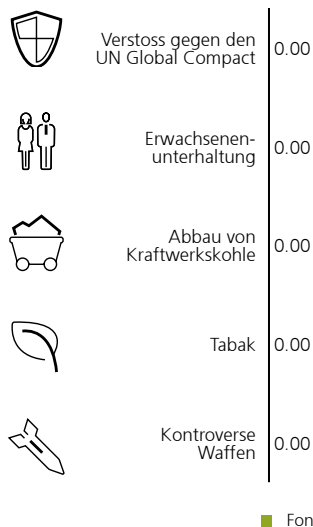 Verstoss gegen den
UN Global Compact
0.00
Erwachsenen-
unterhaltung
0.00
Abbau von
Kraftwerkskohle
0.00
Tabak
0.00
Kontroverse
Waffen
0.00
Fon